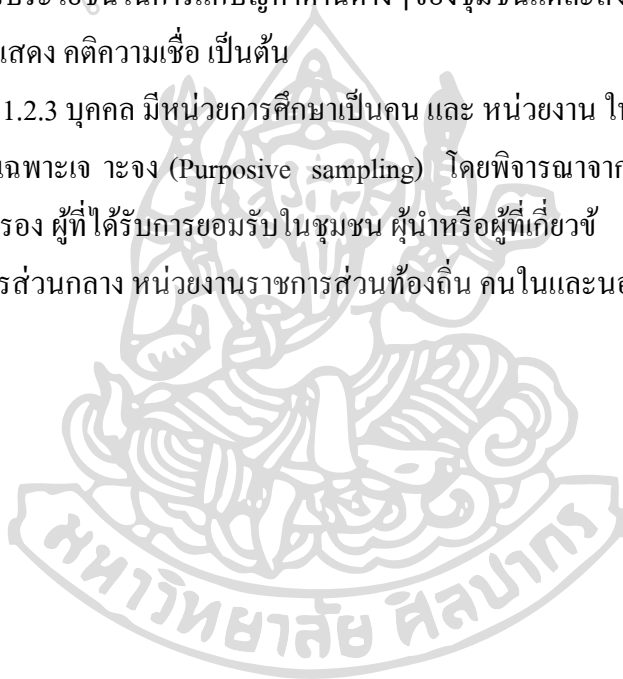 ประโยชน์ในการแก้ปัญหาด้านต่าง ๆ ของชุมชนและสัง
แสดง คติความเชื่อ เป็นต้น
1.2.3 บุคคล มีหน่วยการศึกษาเป็นคน และ หน่วยงาน ใ
ฉพาะเจ าะจง (Purposive sampling) โดยพิจารณาจาก
รอง ผู้ที่ได้รับการยอมรับในชุมชน ผู้นำหรือผู้ที่เกี่ยวข้
รส่วนกลาง หน่วยงานราชการส่วนท้องถิ่น คนในและนอ
มหาวิทยาลัย ศิลปากร